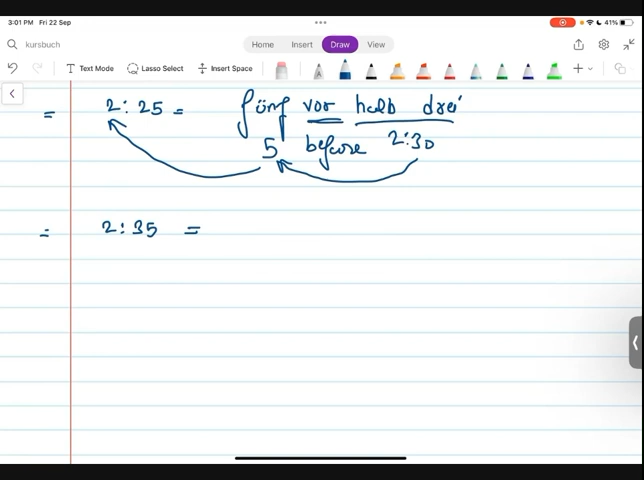 3:01 PM Fri 22 Sep
41%
kursbuch
Home Insert Draw View
Text Mode Lasso Select Insert Space
= 2:25 = fünf vor halb drei
5 before 2:30
= 2:35 =